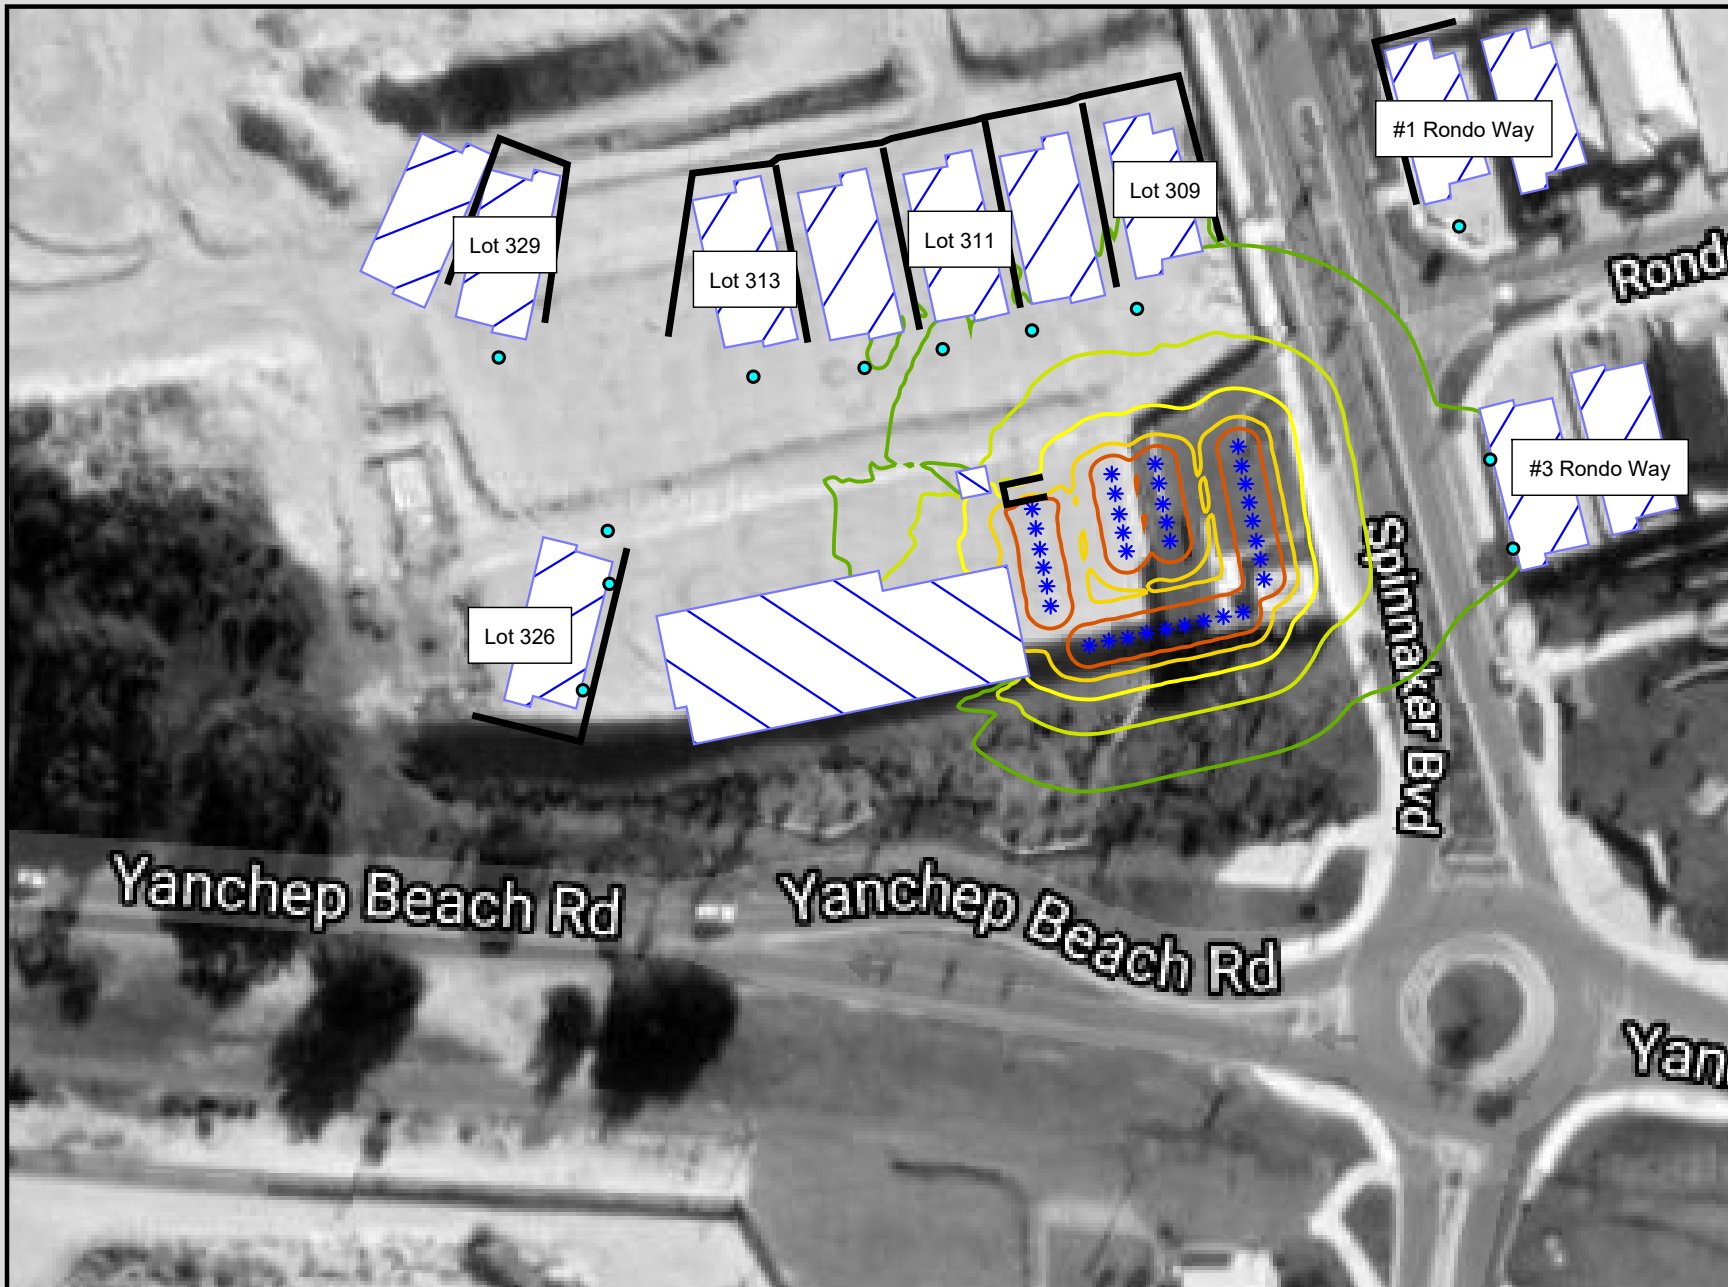 #1 Rondo Way
Lot 309
Lot 311
Lot 329
Lot 313
Rond
#3 Rondo Way
Lot 326
Spinnaker Bvd
Yanchep Beach Rd
Yanchep Beach Rd
Yan